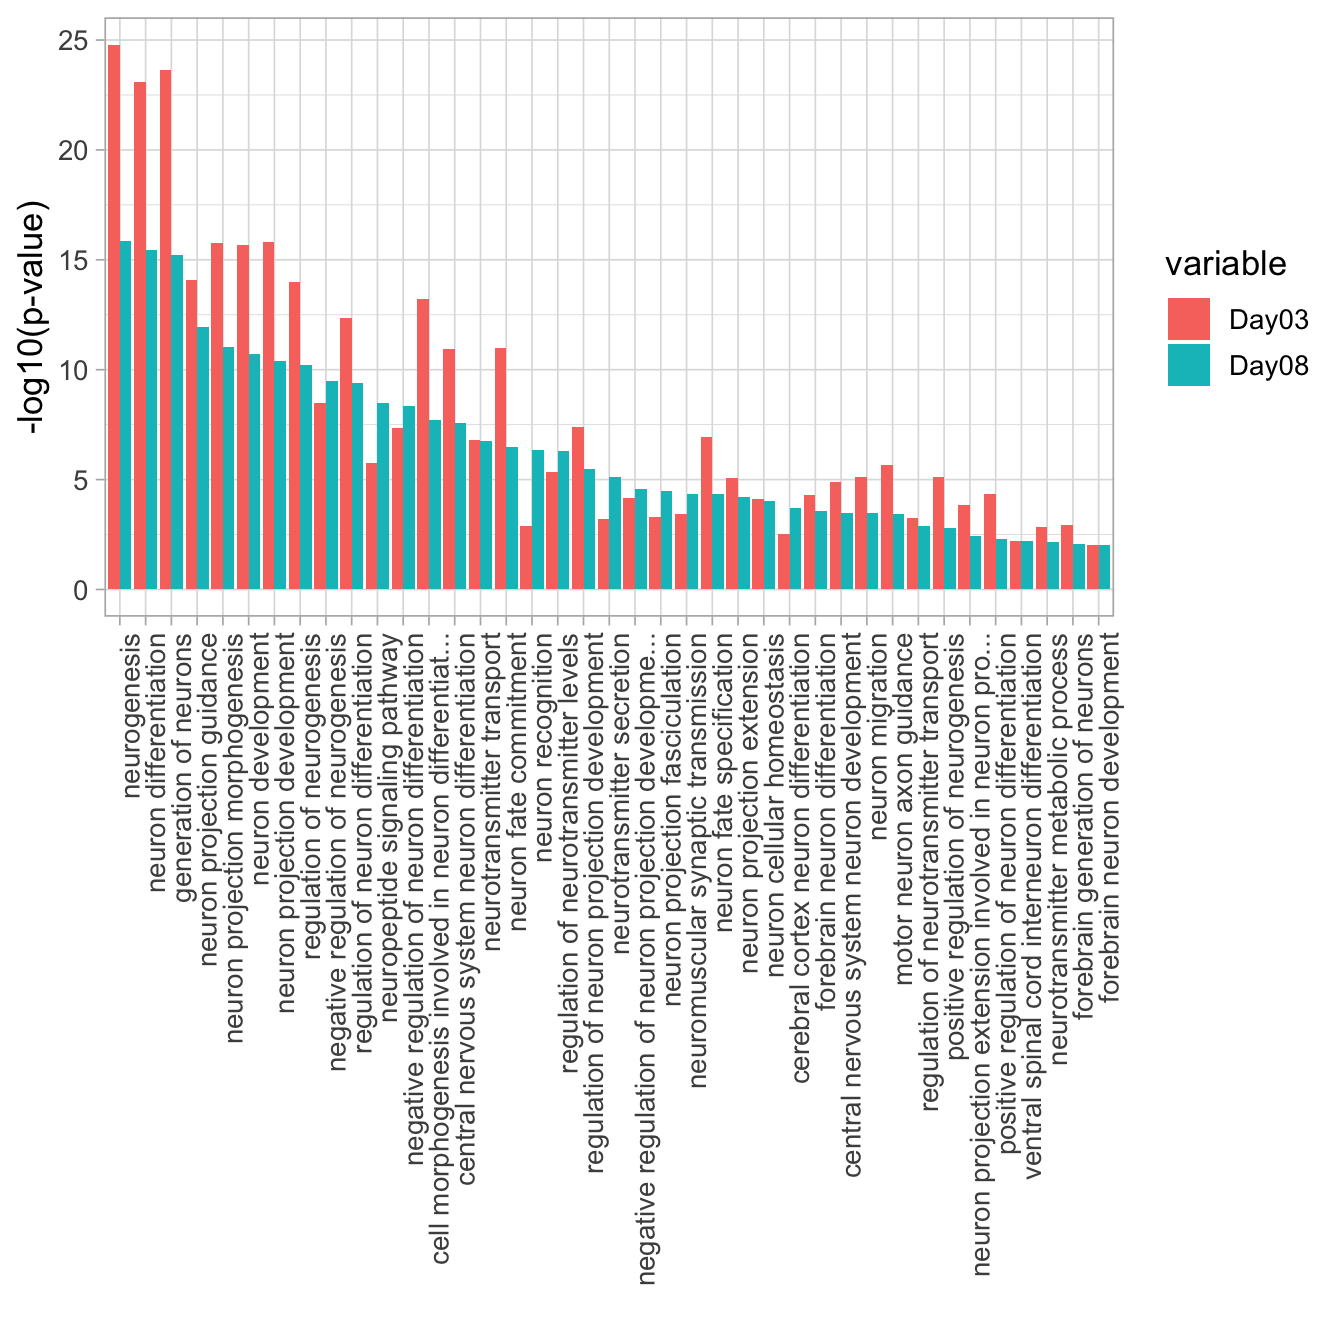 -log10(p-value)
25
20
15
10
5
0
variable
Day03
Day08
neurogenesis
neuron differentiation
generation of neurons
neuron projection guidance
neuron projection morphogenesis
neuron development
neuron projection development
regulation of neurogenesis
negative regulation of neurogenesis
regulation of neuron differentiation
neuropeptide signaling pathway
negative regulation of neuron differentiation
cell morphogenesis involved in neuron differentiat...
central nervous system neuron differentiation
neurotransmitter transport
neuron fate commitment
neuron recognition
regulation of neurotransmitter levels
regulation of neuron projection development
neurotransmitter secretion
negative regulation of neuron projection developme...
neuron projection fasciculation
neuromuscular synaptic transmission
neuron fate specification
neuron projection extension
neuron cellular homeostasis
cerebral cortex neuron differentiation
forebrain neuron differentiation
central nervous system neuron development
neuron migration
motor neuron axon guidance
regulation of neurotransmitter transport
positive regulation of neurogenesis
neuron projection extension involved in neuron pro...
positive regulation of neuron differentiation
ventral spinal cord interneuron differentiation
neurotransmitter metabolic process
forebrain generation of neurons
forebrain neuron development